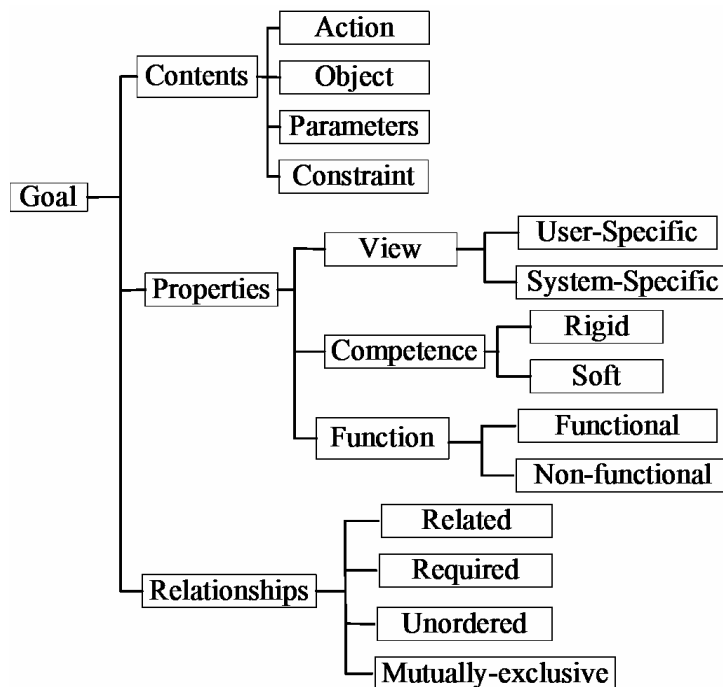 Action
Contents
Object
Parameters
Constraint
Goal
User-Specific
View
System-Specific
Properties
Rigid
Competence
Soft
Functional
Function
Non-functional
Related
Required
Relationships
Unordered
Mutually-exclusive